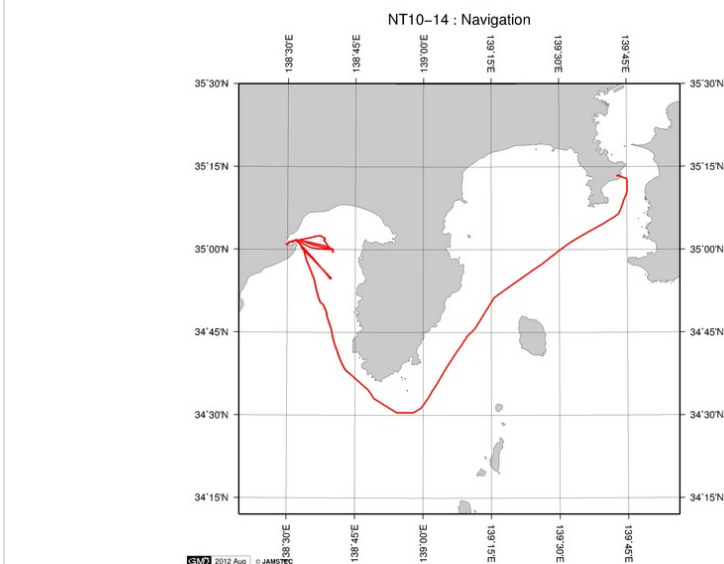 NT10−14 : Navigation
138˚30'E 138˚45'E 139˚00'E 139˚15'E 139˚30'E 139˚45'E
35˚30'N 35˚30'N
35˚15'N 35˚15'N
35˚00'N 35˚00'N
34˚45'N 34˚45'N
34˚30'N 34˚30'N
34˚15'N 34˚15'N
138˚30'E 138˚45'E 139˚00'E 139˚15'E 139˚30'E 139˚45'E
GMD 2012 Aug © JAMSTEC